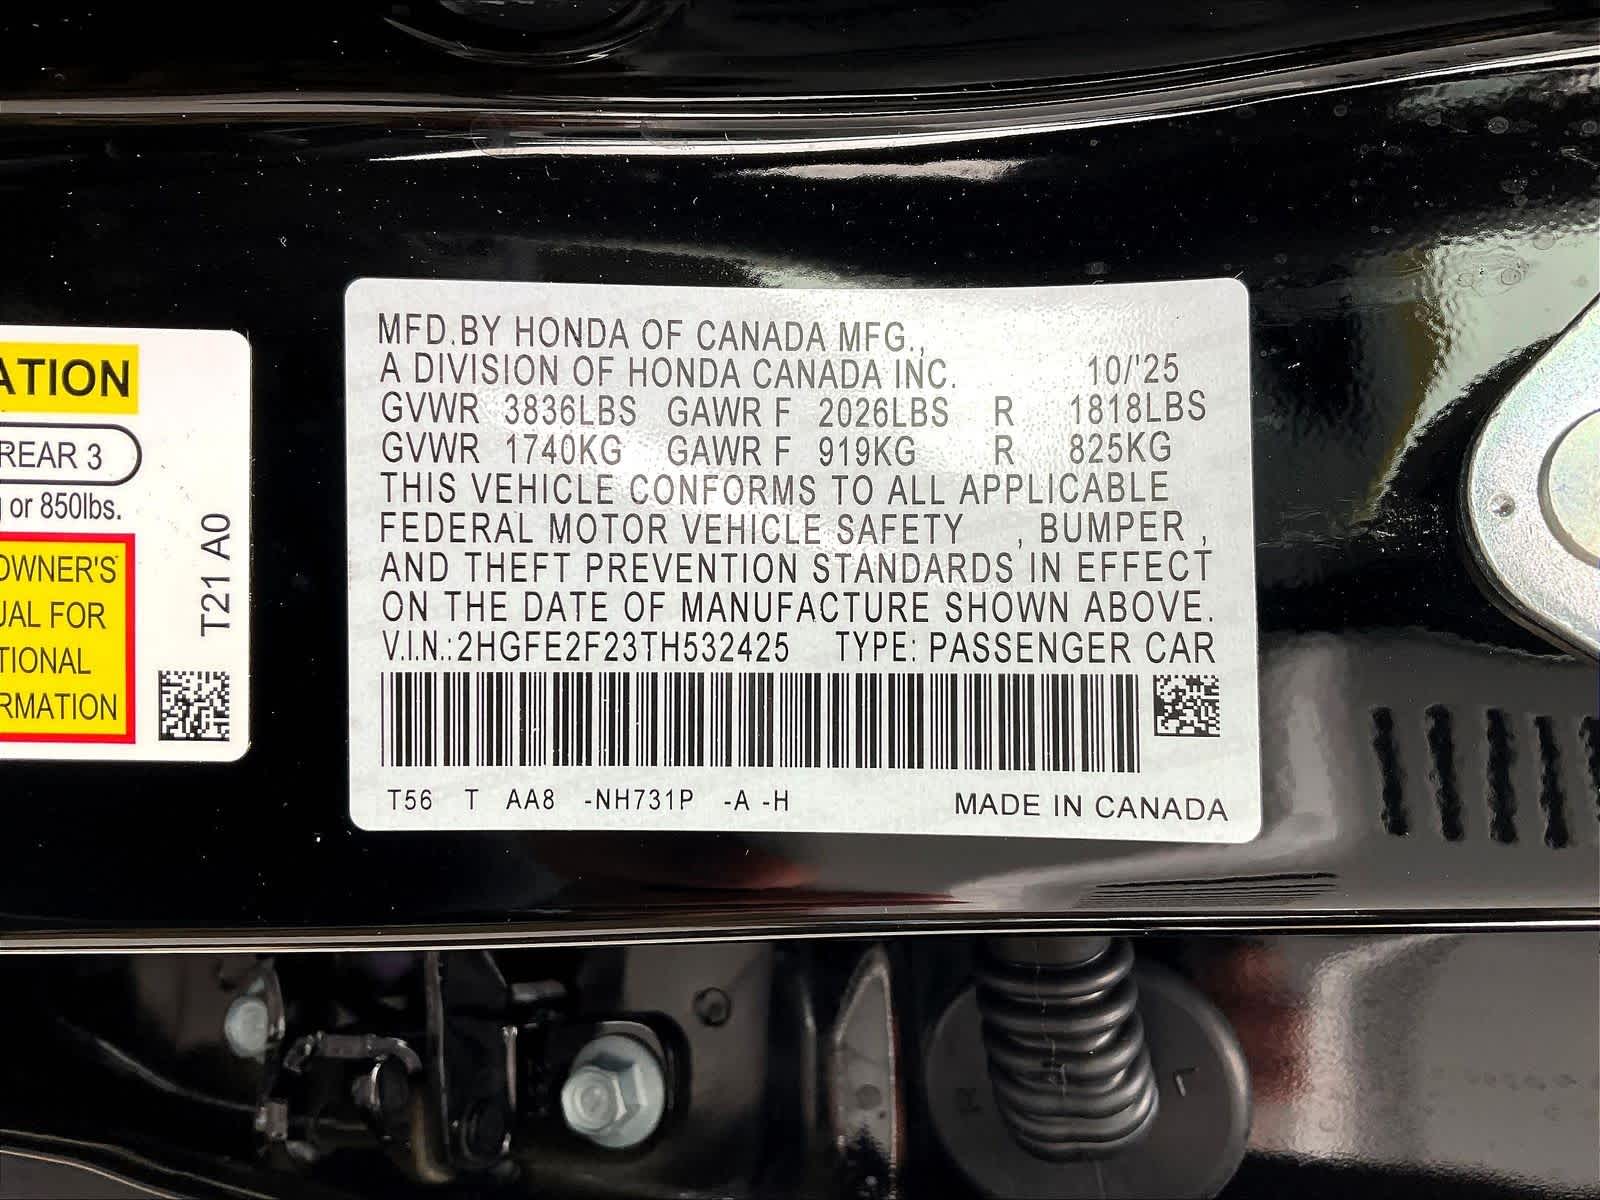 MFD.BY HONDA OF CANADA MFG.,
A DIVISION OF HONDA CANADA INC. 10/'25
GVWR 3836LBS GAWR F 2026LBS R 1818LBS
GVWR 1740KG GAWR F 919KG R 825KG
THIS VEHICLE CONFORMS TO ALL APPLICABLE
FEDERAL MOTOR VEHICLE SAFETY , BUMPER ,
AND THEFT PREVENTION STANDARDS IN EFFECT
ON THE DATE OF MANUFACTURE SHOWN ABOVE.
V.I.N.:2HGFE2F23TH532425 TYPE: PASSENGER CAR
T56 T AA8 -NH731P -A -H MADE IN CANADA
ATION
REAR 3
or 850lbs.
OWNER'S
UAL FOR
TIONAL
RMATION
T21 A0
R
L